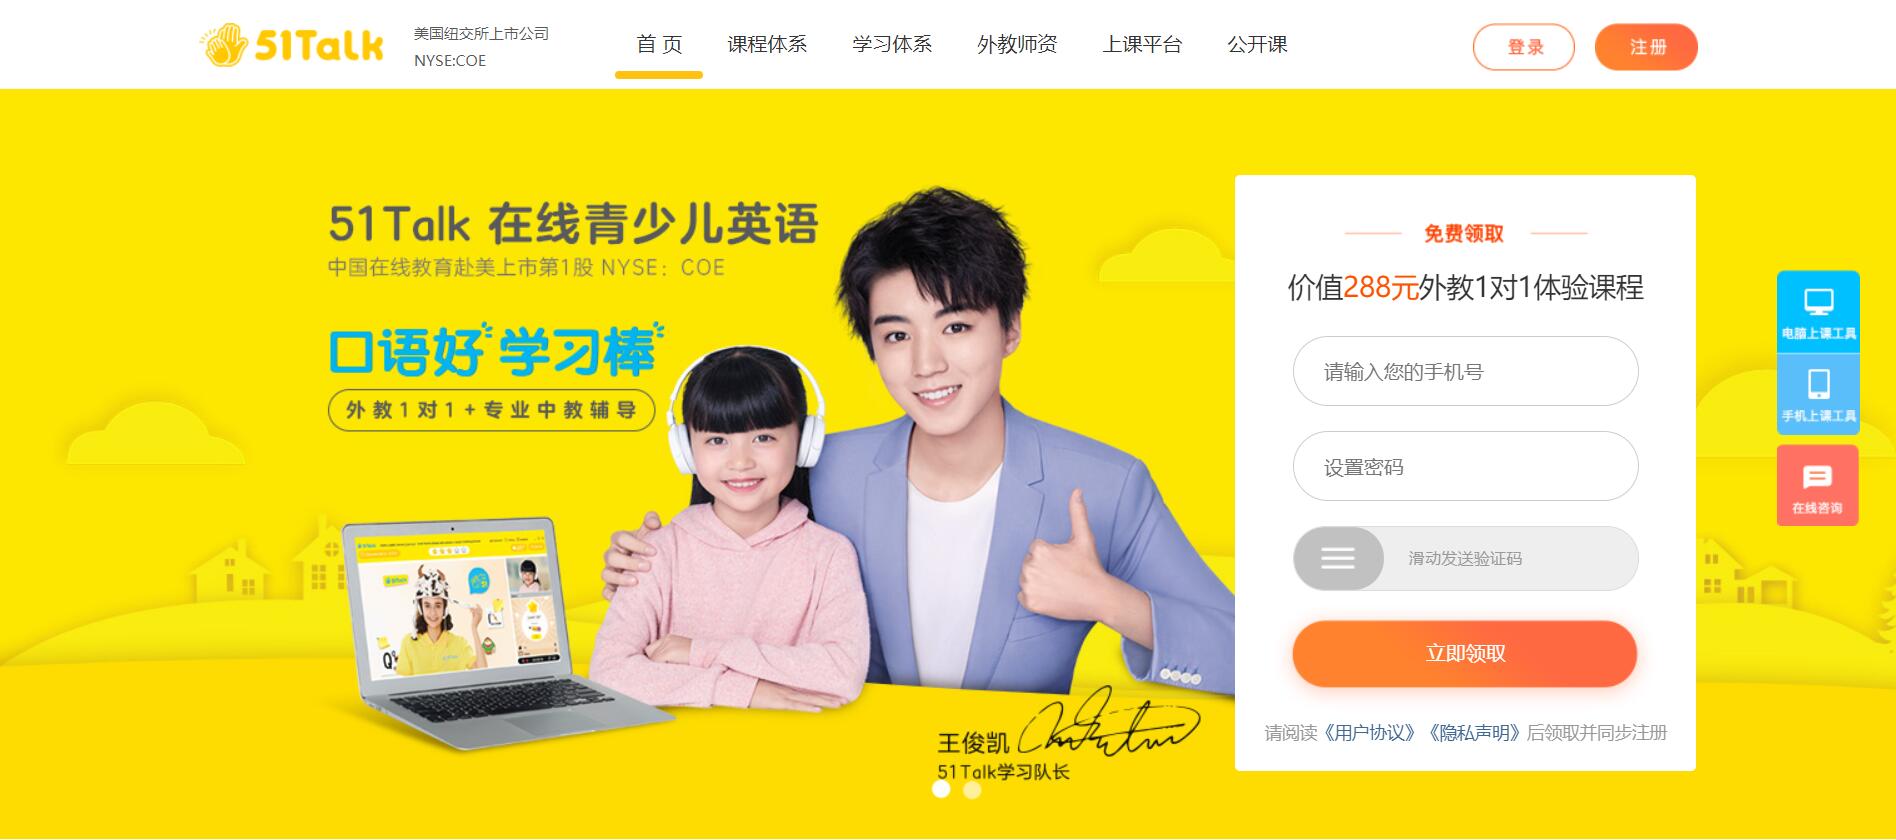 51Talk
美国纽交所上市公司
NYSE:COE
首 页
课程体系
学习体系
外教师资
上课平台
公开课
登录
注册
51Talk 在线青少儿英语
中国在线教育赴美上市第1股 NYSE：COE
口语好 学习棒
外教1对1+专业中教辅导
51Talk
王俊凯
51Talk学习队长
免费领取
价值288元外教1对1体验课程
请输入您的手机号
设置密码
滑动发送验证码
立即领取
请阅读《用户协议》《隐私声明》后领取并同步注册
电脑上课工具
手机上课工具
在线咨询